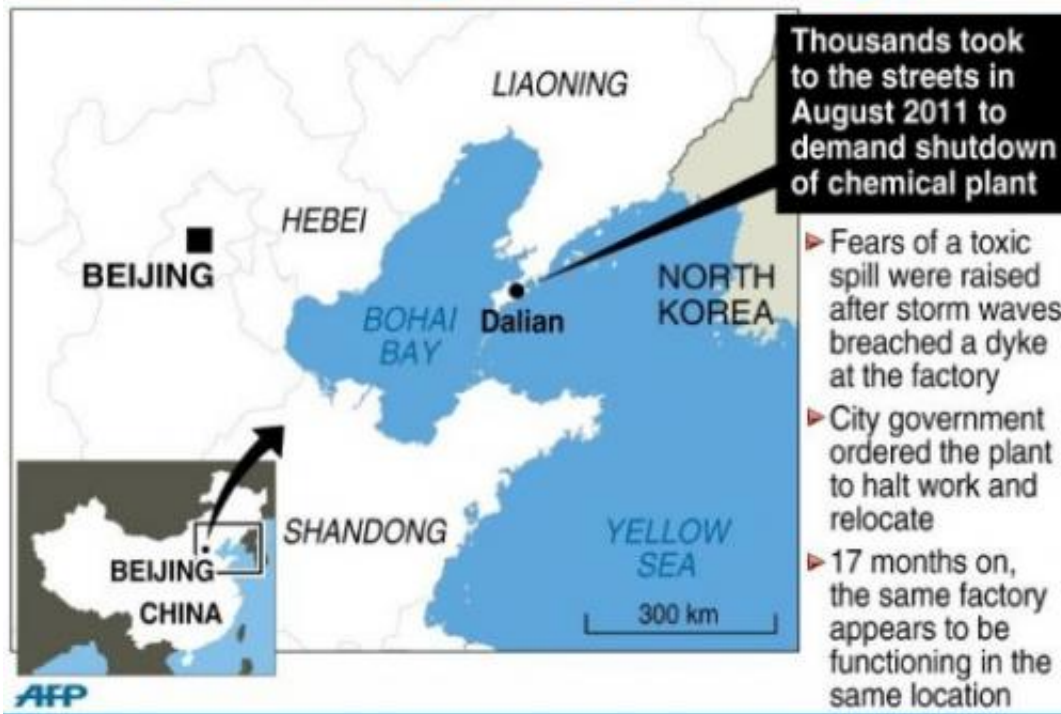 Thousands took
to the streets in
August 2011 to
demand shutdown
of chemical plant
LIAONING
HEBEI
BEIJING
BOHAI
BAY
Dalian
NORTH
KOREA
SHANDONG
YELLOW
SEA
300 km
BEIJING
CHINA
Fears of a toxic
spill were raised
after storm waves
breached a dyke
at the factory
City government
ordered the plant
to halt work and
relocate
17 months on,
the same factory
appears to be
functioning in the
same location
AFP